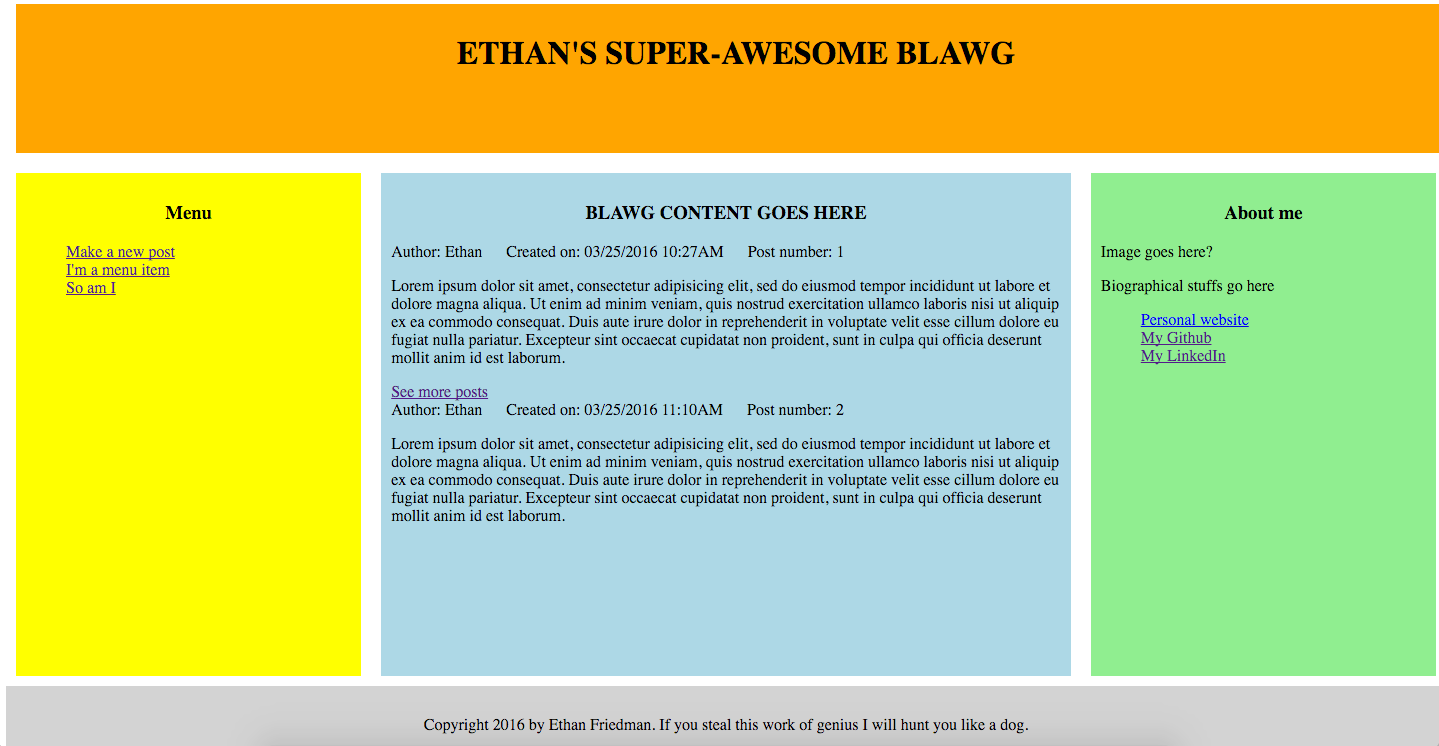 ETHAN'S SUPER-AWESOME BLAWG
Menu
Make a new post
I'm a menu item
So am I
BLAWG CONTENT GOES HERE
Author: Ethan Created on: 03/25/2016 10:27AM Post number: 1
Lorem ipsum dolor sit amet, consectetur adipisicing elit, sed do eiusmod tempor incididunt ut labore et
dolore magna aliqua. Ut enim ad minim veniam, quis nostrud exercitation ullamco laboris nisi ut aliquip
ex ea commodo consequat. Duis aute irure dolor in reprehenderit in voluptate velit esse cillum dolore eu
fugiat nulla pariatur. Excepteur sint occaecat cupidatat non proident, sunt in culpa qui officia deserunt
mollit anim id est laborum.
See more posts
Author: Ethan Created on: 03/25/2016 11:10AM Post number: 2
Lorem ipsum dolor sit amet, consectetur adipisicing elit, sed do eiusmod tempor incididunt ut labore et
dolore magna aliqua. Ut enim ad minim veniam, quis nostrud exercitation ullamco laboris nisi ut aliquip
ex ea commodo consequat. Duis aute irure dolor in reprehenderit in voluptate velit esse cillum dolore eu
fugiat nulla pariatur. Excepteur sint occaecat cupidatat non proident, sunt in culpa qui officia deserunt
mollit anim id est laborum.
About me
Image goes here?
Biographical stuffs go here
Personal website
My Github
My LinkedIn
Copyright 2016 by Ethan Friedman. If you steal this work of genius I will hunt you like a dog.